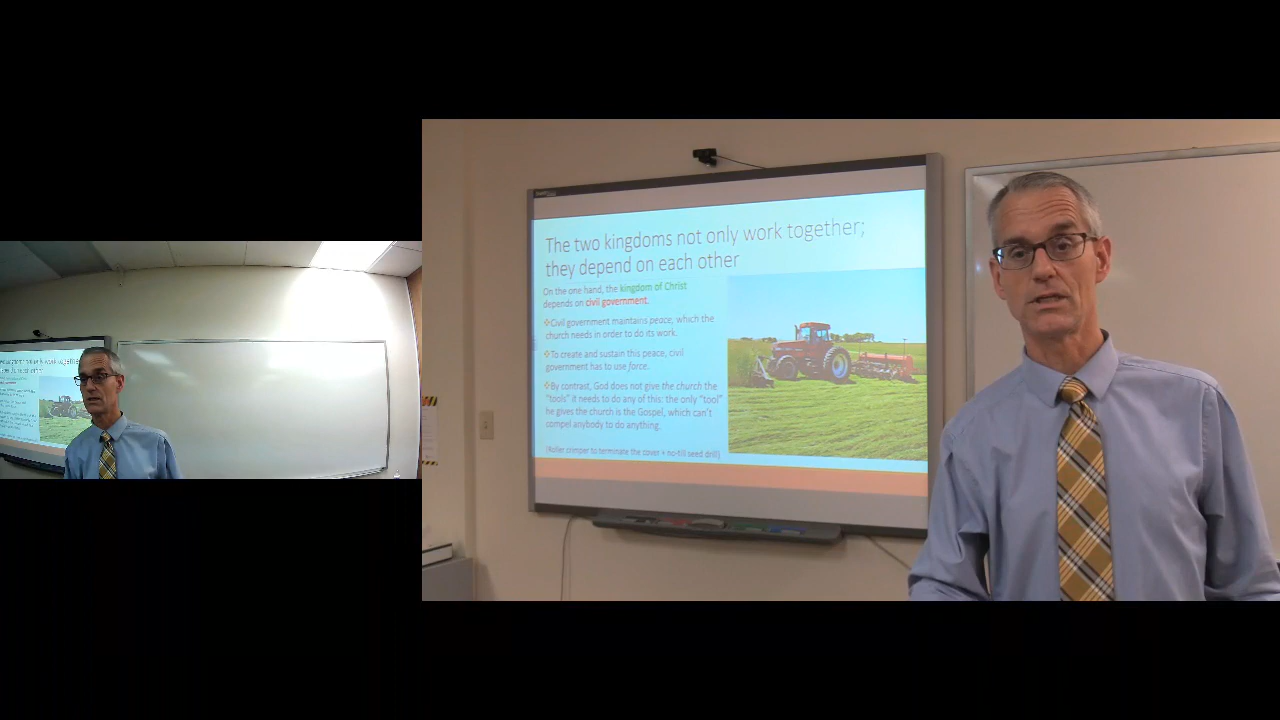 The two kingdoms not only work together;
they depend on each other
On the one hand, the kingdom of Christ
depends on civil government.
❖Civil government maintains peace, which the
church needs in order to do its work.
❖To create and sustain this peace, civil
government has to use force.
❖By contrast, God does not give the church the
"tools" it needs to do any of this: the only "tool"
he gives the church is the Gospel, which can't
compel anybody to do anything.
(Roller crimper to terminate the cover + no-till seed drill)